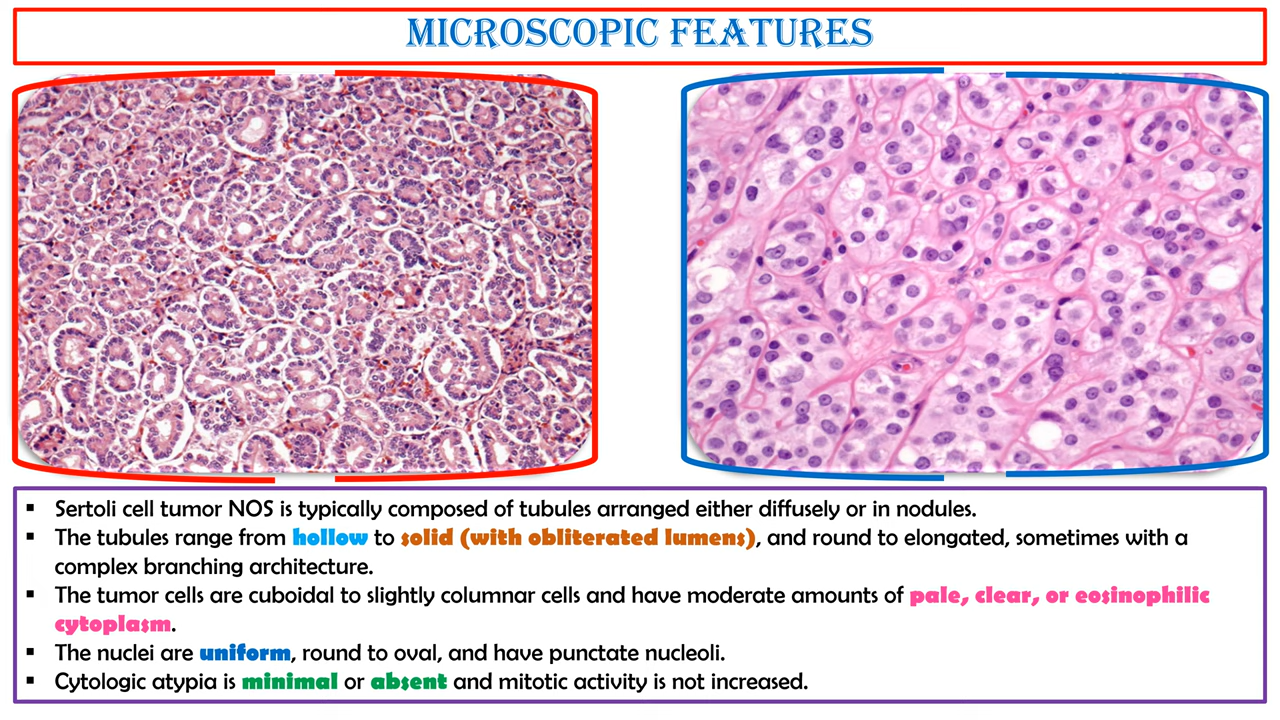 MICROSCOPIC FEATURES
▪ Sertoli cell tumor NOS is typically composed of tubules arranged either diffusely or in nodules.
▪ The tubules range from hollow to solid (with obliterated lumens), and round to elongated, sometimes with a
complex branching architecture.
▪ The tumor cells are cuboidal to slightly columnar cells and have moderate amounts of pale, clear, or eosinophilic
cytoplasm.
▪ The nuclei are uniform, round to oval, and have punctate nucleoli.
▪ Cytologic atypia is minimal or absent and mitotic activity is not increased.